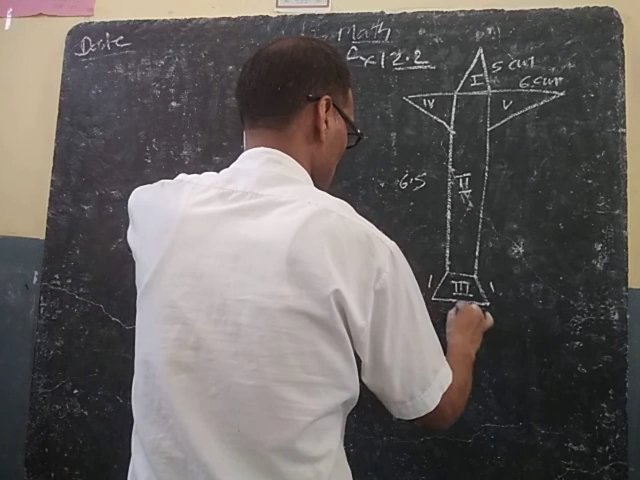 Date
Math
Ex 12.2
I
5 cm
6 cm
IV
V
6.5
II
1
III
1